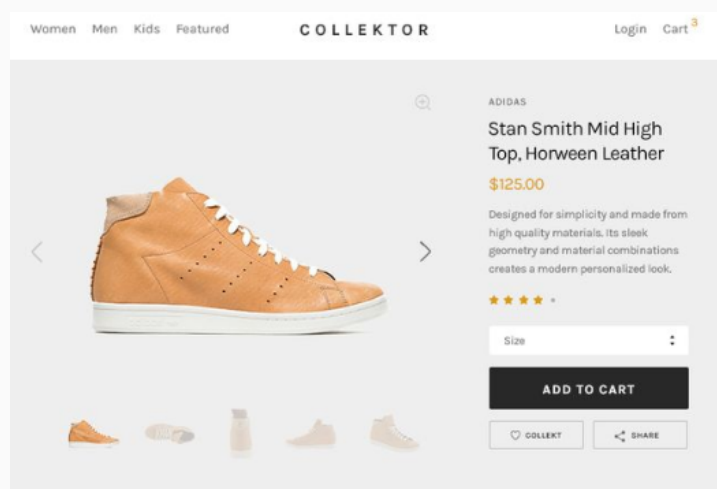 Women Men Kids Featured COLLEKTOR Login Cart 3
ADIDAS
Stan Smith Mid High
Top, Horween Leather
$125.00
Designed for simplicity and made from
high quality materials. Its sleek
geometry and material combinations
creates a modern personalized look.
Size
ADD TO CART
COLLEKT SHARE